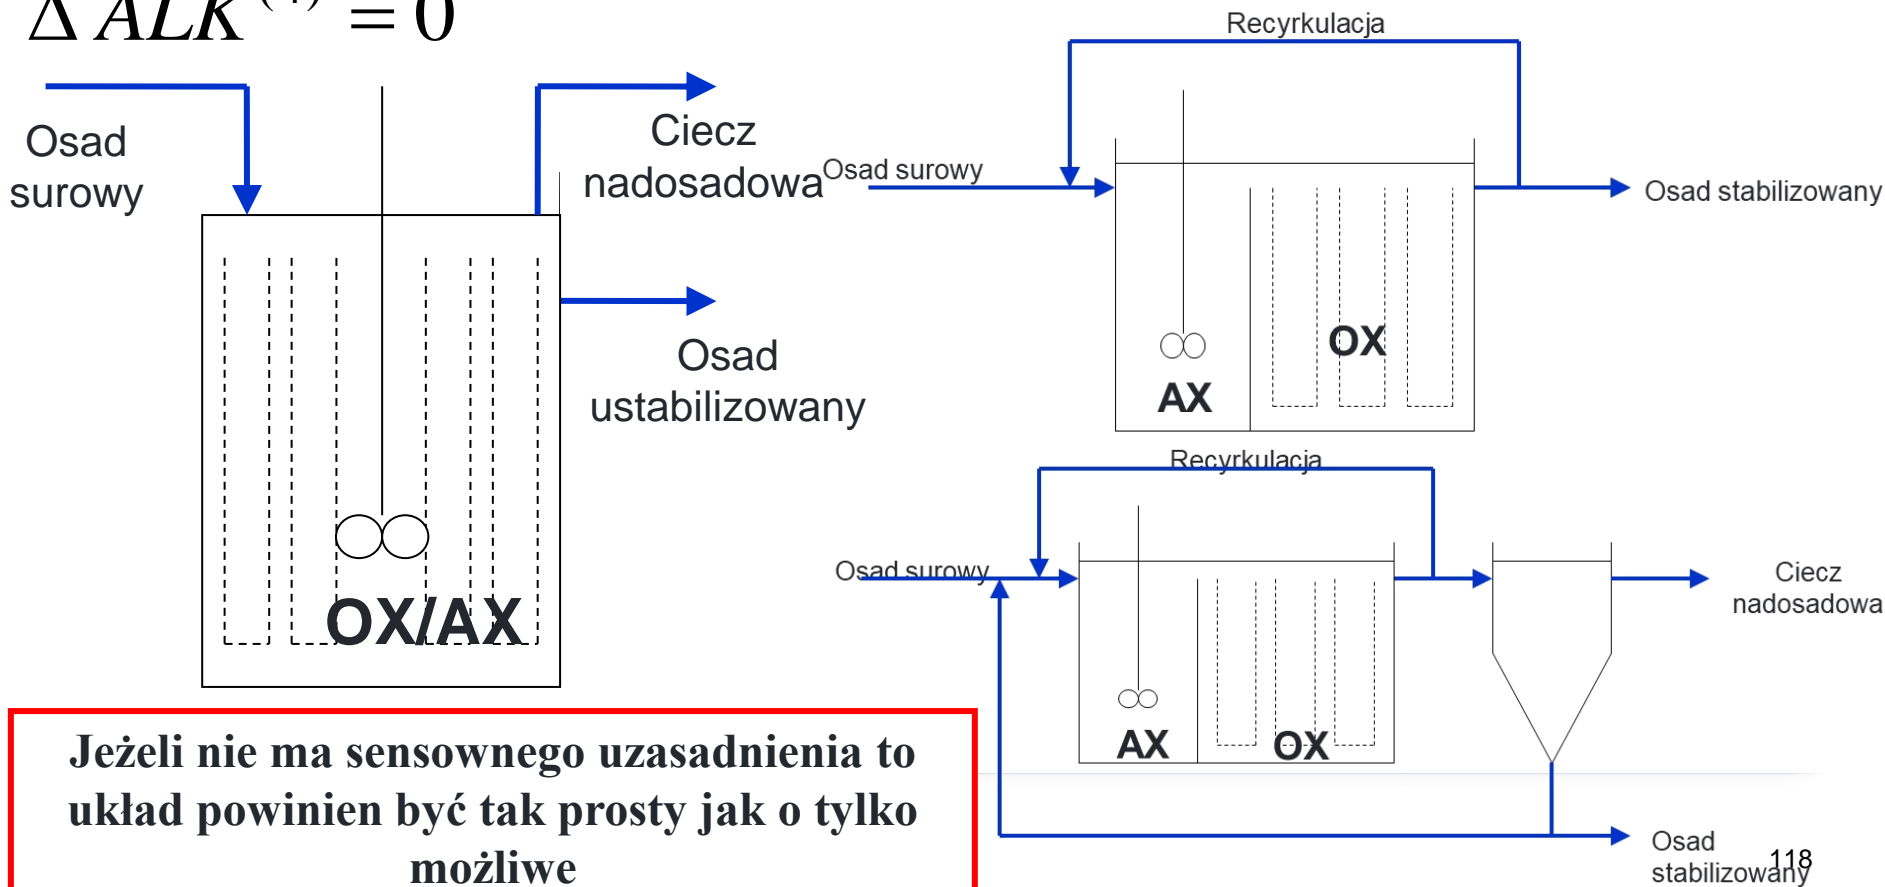 Δ ALK = 0
Osad
surowy
Ciecz
nadosadowa
Osad
ustabilizowany
OX/AX
Jeżeli nie ma sensownego uzasadnienia to
układ powinien być tak prosty jak o tylko
możliwe
Recyrkulacja
Osad surowy
Osad stabilizowany
OX
AX
Recyrkulacja
Osad surowy
Ciecz
nadosadowa
AX
OX
Osad
stabilizowany
118